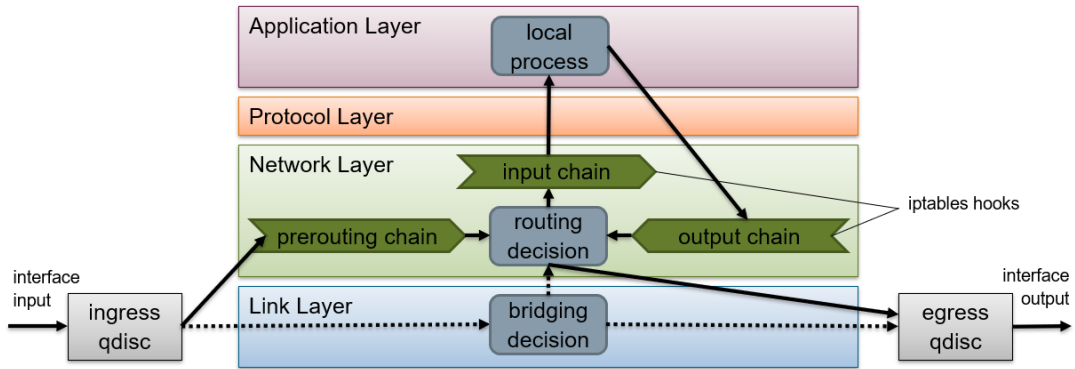 Application Layer
local
process
Protocol Layer
Network Layer
input chain
iptables hooks
prerouting chain
routing
decision
output chain
interface
input
interface
output
ingress
qdisc
Link Layer
bridging
decision
egress
qdisc